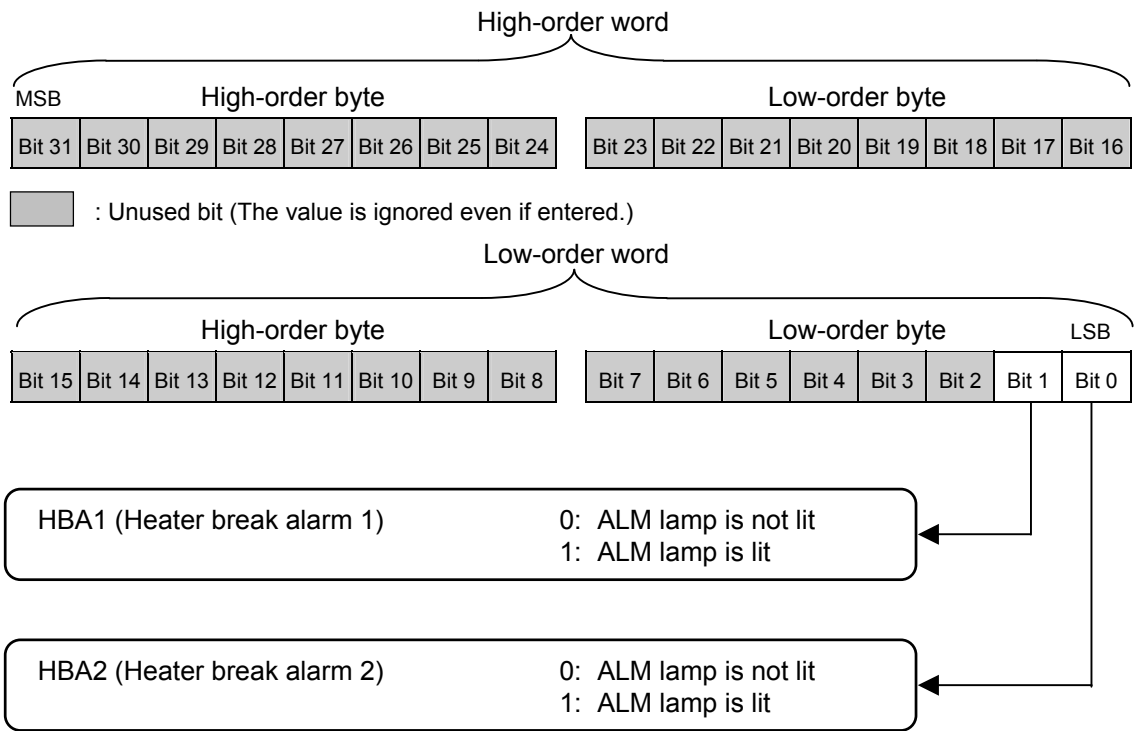 High-order word
MSB High-order byte Low-order byte
Bit 31 Bit 30 Bit 29 Bit 28 Bit 27 Bit 26 Bit 25 Bit 24 Bit 23 Bit 22 Bit 21 Bit 20 Bit 19 Bit 18 Bit 17 Bit 16
: Unused bit (The value is ignored even if entered.)
Low-order word
High-order byte Low-order byte LSB
Bit 15 Bit 14 Bit 13 Bit 12 Bit 11 Bit 10 Bit 9 Bit 8 Bit 7 Bit 6 Bit 5 Bit 4 Bit 3 Bit 2 Bit 1 Bit 0
HBA1 (Heater break alarm 1) 0: ALM lamp is not lit
1: ALM lamp is lit
HBA2 (Heater break alarm 2) 0: ALM lamp is not lit
1: ALM lamp is lit